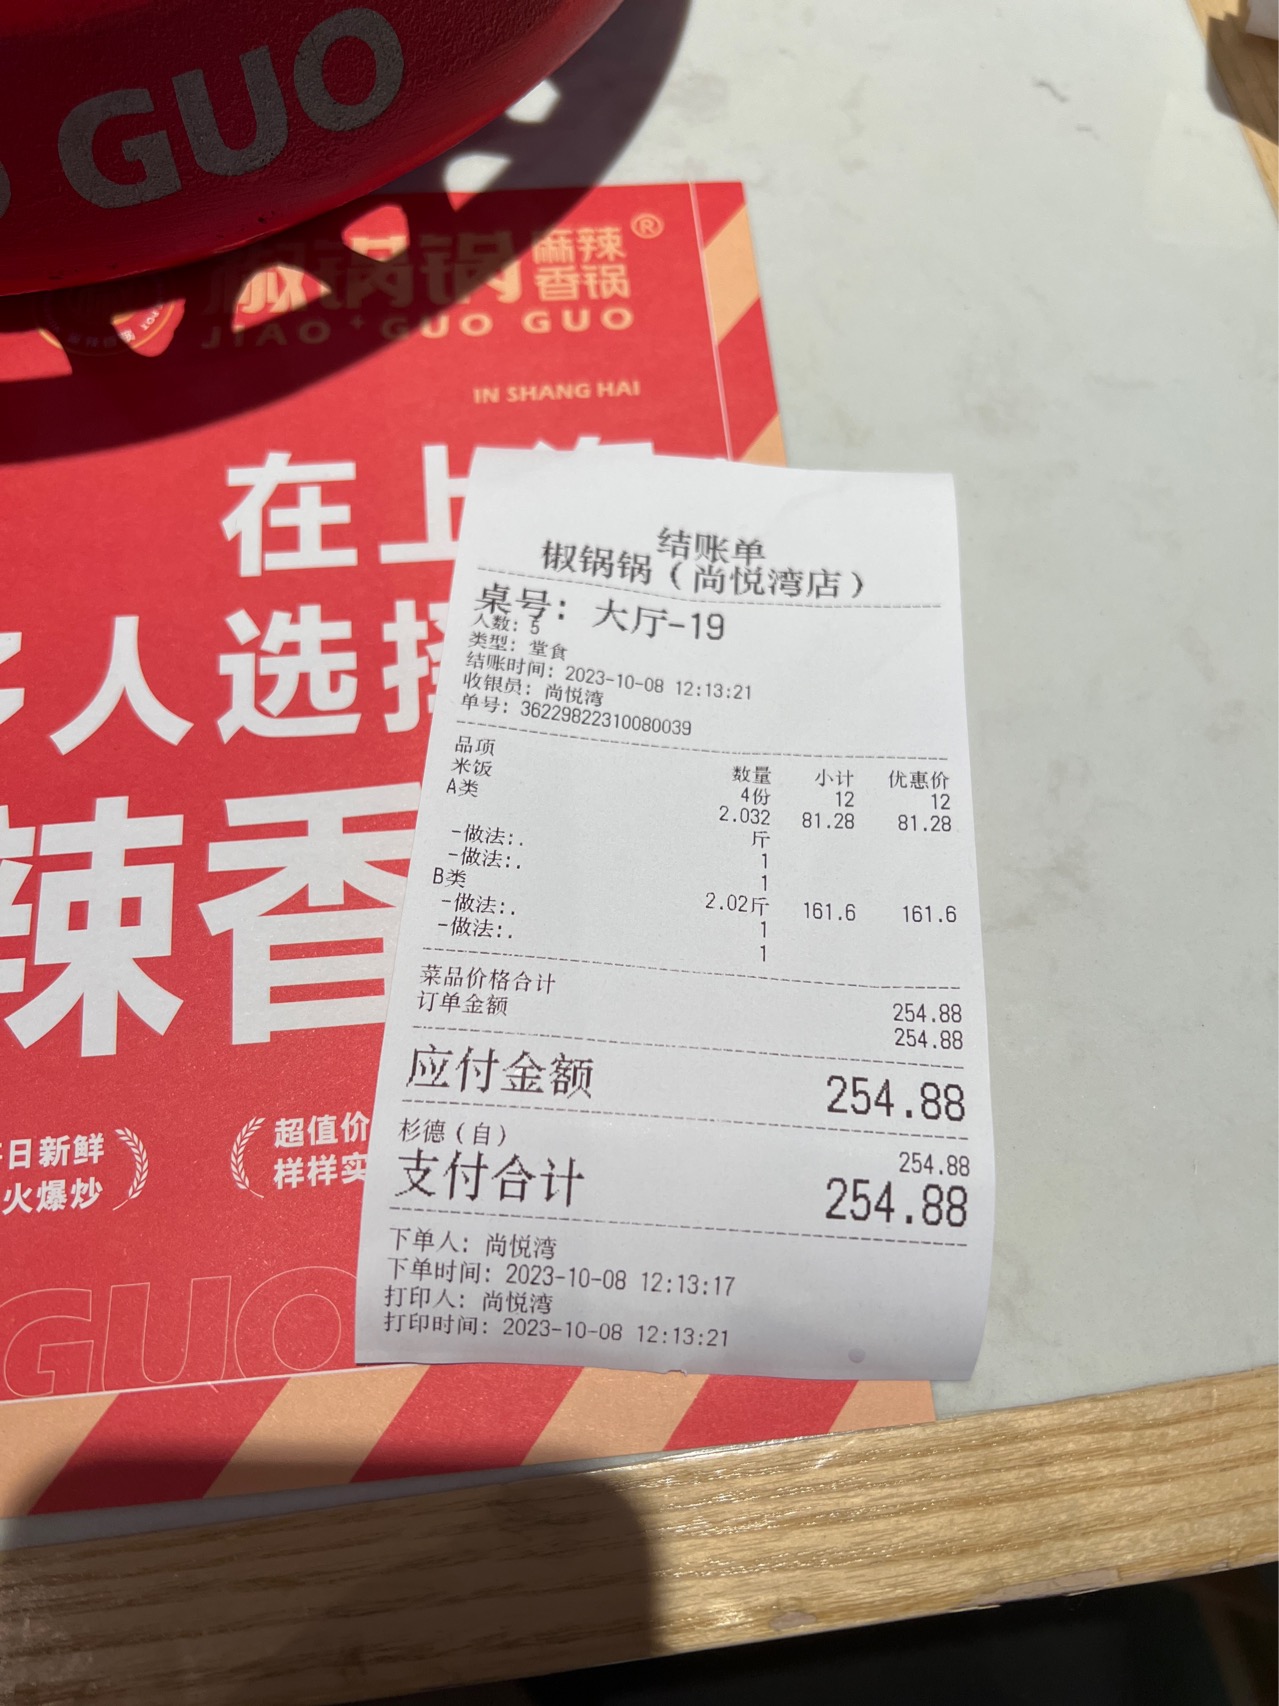 GUO
椒锅锅 麻辣香锅®
JIAO GUO GUO
IN SHANG HAI
在上海
人选择
辣香
日新鲜
火爆炒
超值价
样样实
GUO
结账单
椒锅锅（尚悦湾店）
桌号：大厅-19
人数：5
类型：堂食
结账时间：2023-10-08 12:13:21
收银员：尚悦湾
单号：36229822310080039
品项 数量 小计 优惠价
米饭 4份 12 12
A类 2.032斤 81.28 81.28
-做法:. 1
-做法:. 1
B类 2.02斤 161.6 161.6
-做法:. 1
-做法:. 1
菜品价格合计 254.88
订单金额 254.88
应付金额 254.88
杉德（自） 254.88
支付合计 254.88
下单人：尚悦湾
下单时间：2023-10-08 12:13:17
打印人：尚悦湾
打印时间：2023-10-08 12:13:21